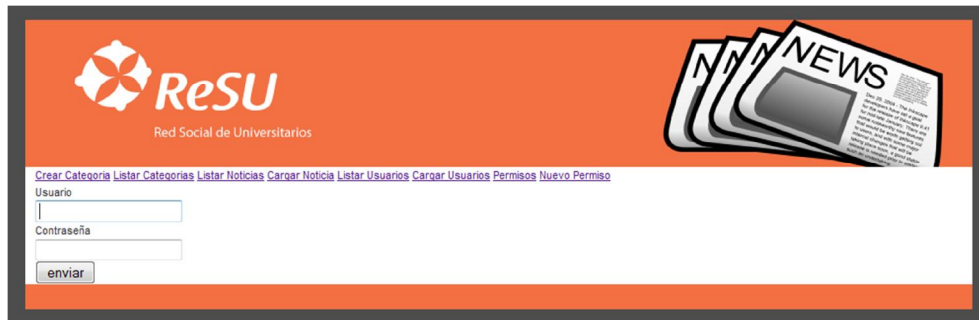 ReSU
Red Social de Universitarios
NEWS
Crear Categoria Listar Categorias Listar Noticias Cargar Noticia Listar Usuarios Cargar Usuarios Permisos Nuevo Permiso
Usuario
Contraseña
enviar